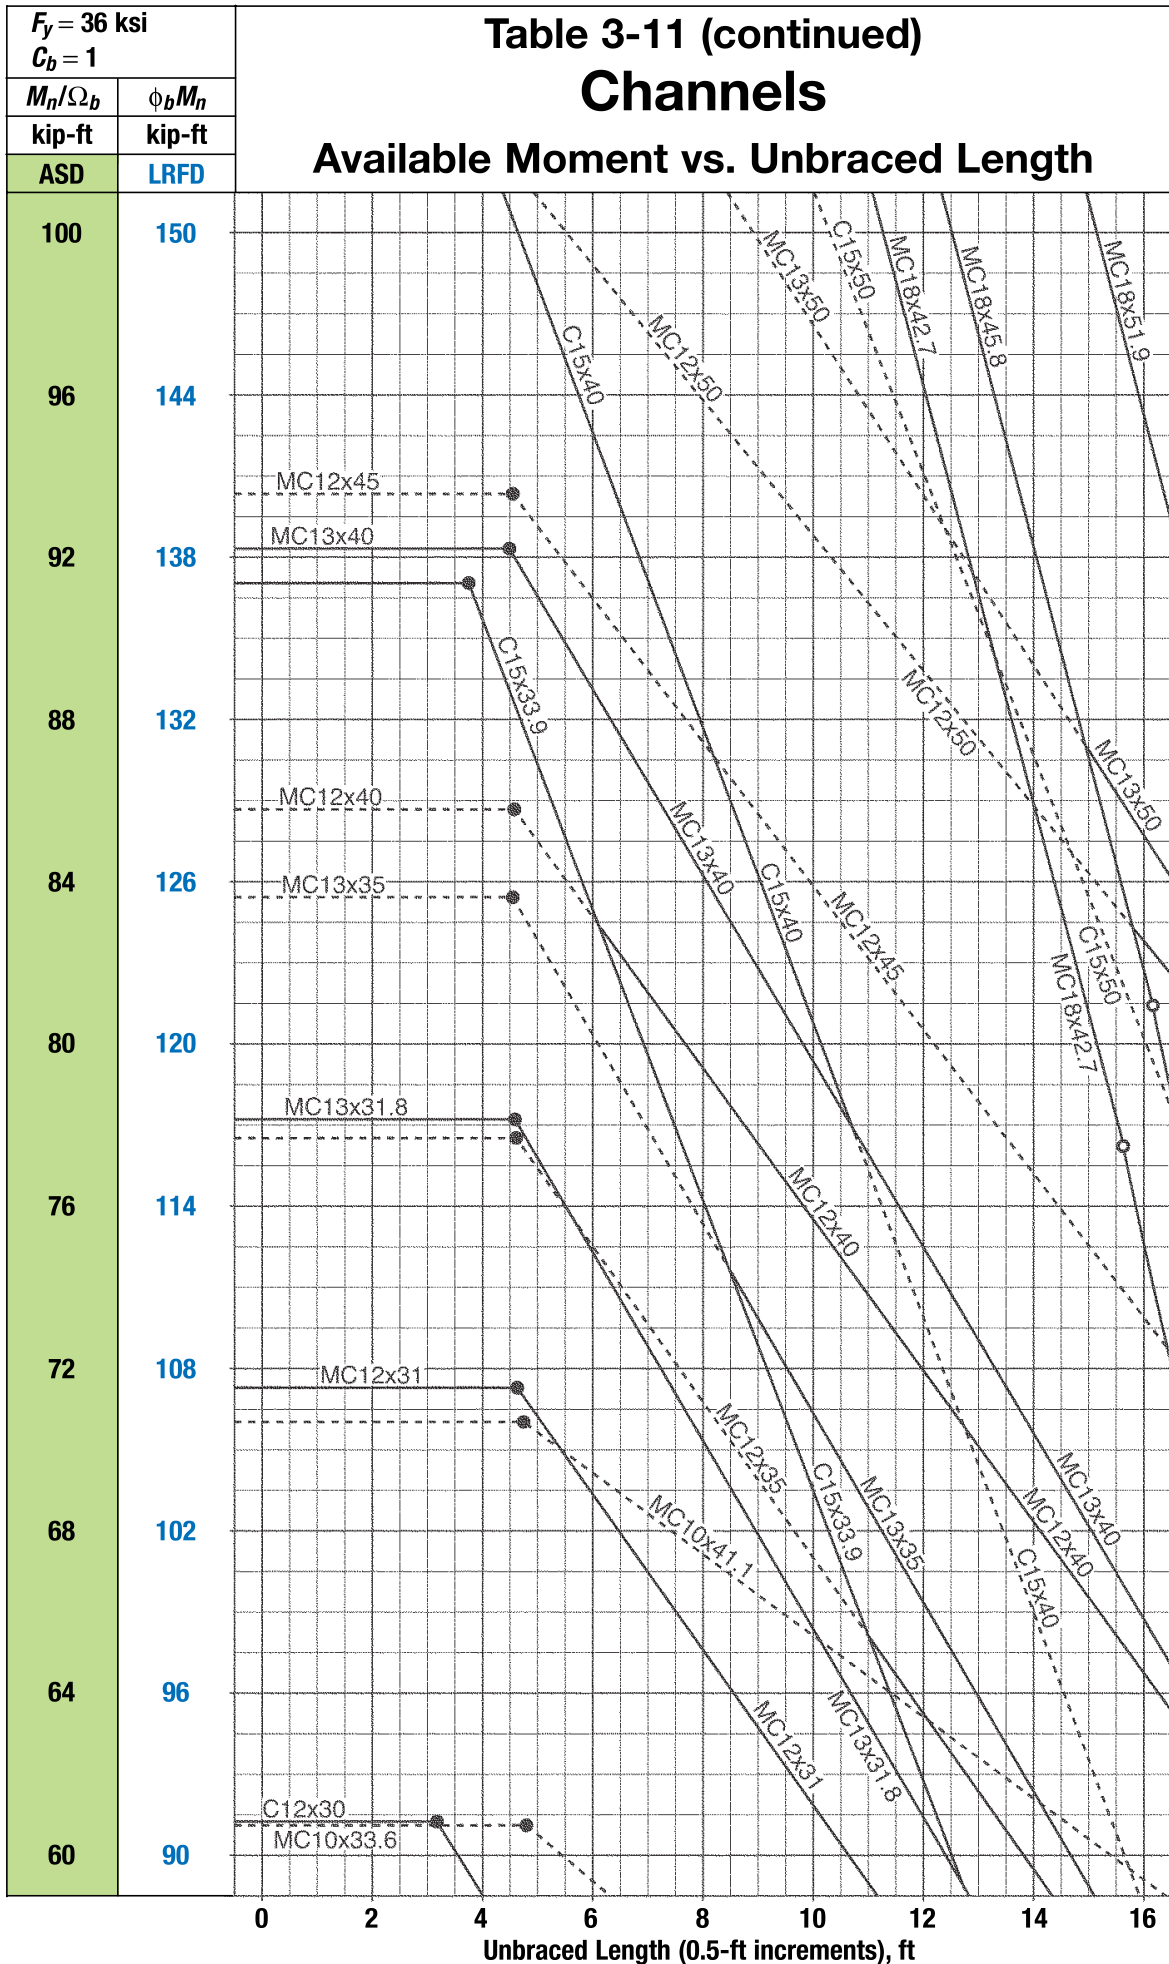 Fy = 36 ksi
Cb = 1
Mn/Ωb
ϕbMn
kip-ft
kip-ft
ASD
LRFD
Table 3-11 (continued)
Channels
Available Moment vs. Unbraced Length
100
150
96
144
92
138
88
132
84
126
80
120
76
114
72
108
68
102
64
96
60
90
C15x50
MC13x50
MC18x42.7
MC18x45.8
MC18x51.9
MC12x50
C15x40
MC12x45
MC13x40
C15x33.9
MC12x50
MC13x50
MC12x40
MC13x40
MC13x35
C15x40
MC12x45
C15x50
MC18x42.7
MC13x31.8
MC12x40
MC12x31
MC12x35
C15x33.9
MC13x35
MC13x40
MC12x40
MC10x41.1
C15x40
MC12x31
MC13x31.8
C12x30
MC10x33.6
0
2
4
6
8
10
12
14
16
Unbraced Length (0.5-ft increments), ft